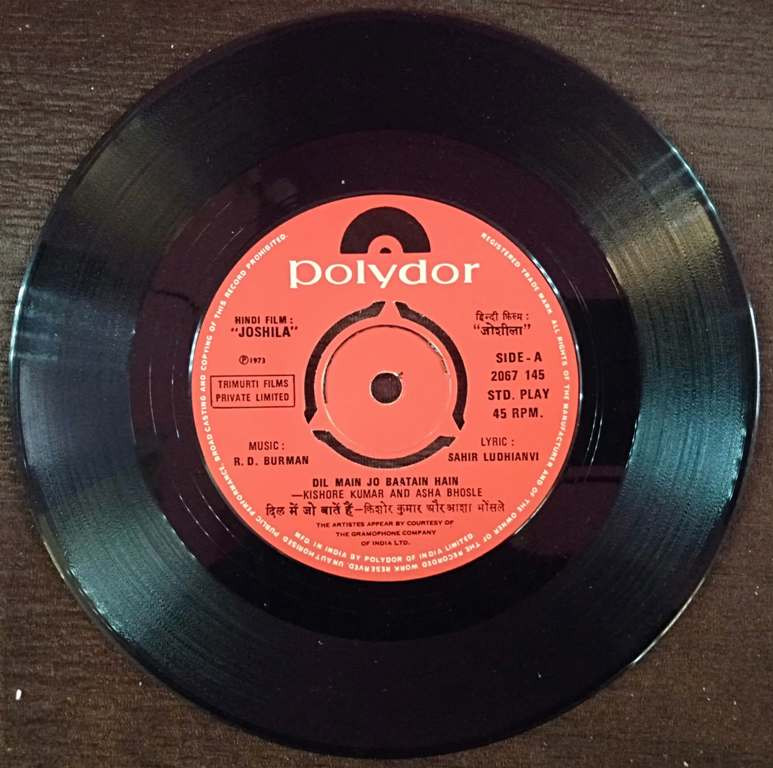 polydor
HINDI FILM :
"JOSHILA"
हिन्दी फिल्म :
"जोशीला"
Ⓟ1973
TRIMURTI FILMS
PRIVATE LIMITED
SIDE - A
2067 145
STD. PLAY
45 RPM.
MUSIC :
R. D. BURMAN
LYRIC :
SAHIR LUDHIANVI
DIL MAIN JO BAATAIN HAIN
—KISHORE KUMAR AND ASHA BHOSLE
दिल में जो बातें हैं—किशोर कुमार और आशा भोंसले
THE ARTISTES APPEAR BY COURTESY OF
THE GRAMOPHONE COMPANY
OF INDIA LTD.
REGISTERED TRADE MARK. ALL RIGHTS OF THE MANUFACTURER AND OF THE OWNER OF THE RECORDED WORK RESERVED. UNAUTHORISED PUBLIC PERFORMANCE, BROAD CASTING AND COPYING OF THIS RECORD PROHIBITED.
MFD IN INDIA BY POLYDOR OF INDIA LIMITED.